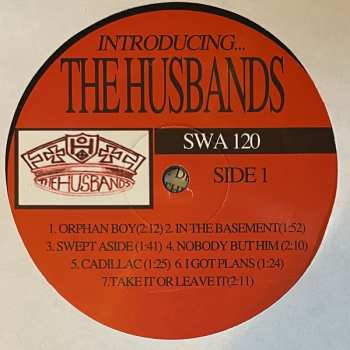 INTRODUCING...
THE HUSBANDS
THE HUSBANDS
SWA 120
SIDE 1
1. ORPHAN BOY(2:12) 2. IN THE BASEMENT(1:52)
3. SWEPT ASIDE (1:41) 4. NOBODY BUT HIM (2:10)
5. CADILLAC (1:25) 6. I GOT PLANS (1:24)
7.TAKE IT OR LEAVE IT(2:11)